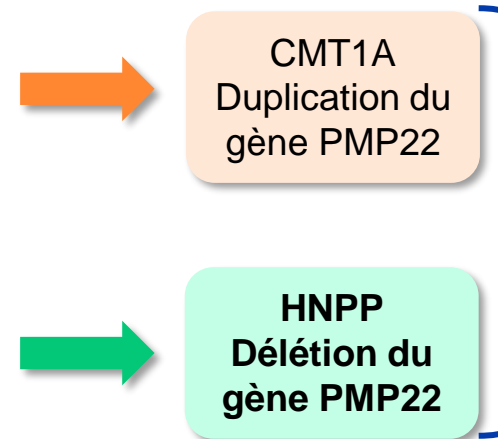 CMT1A
Duplication du
gène PMP22
HNPP
Délétion du
gène PMP22